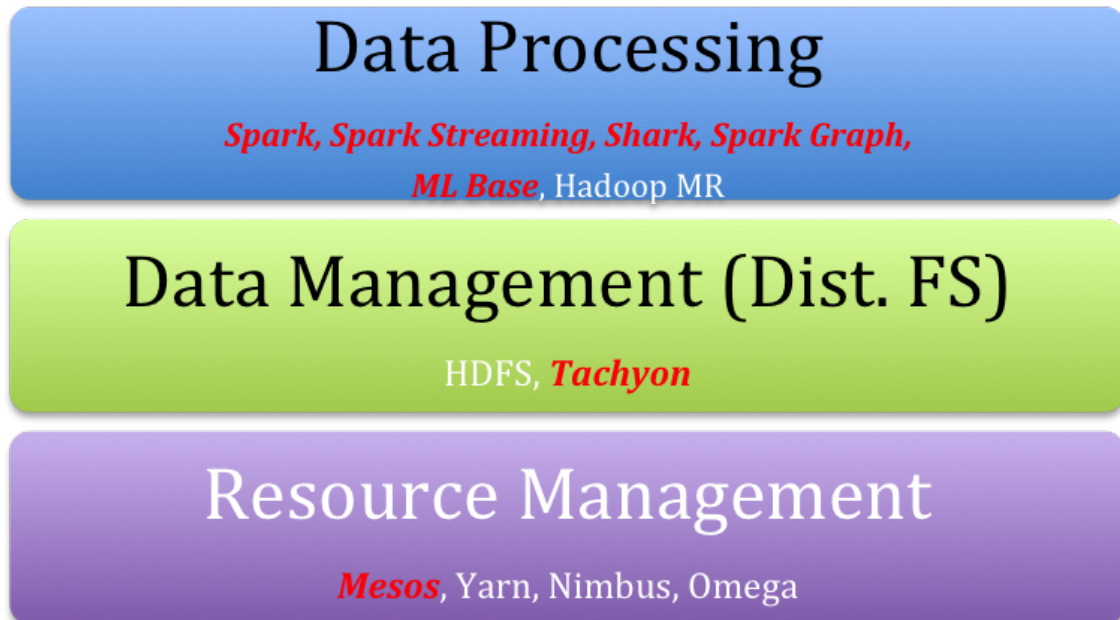 Data Processing
Spark, Spark Streaming, Shark, Spark Graph,
ML Base, Hadoop MR
Data Management (Dist. FS)
HDFS, Tachyon
Resource Management
Mesos, Yarn, Nimbus, Omega